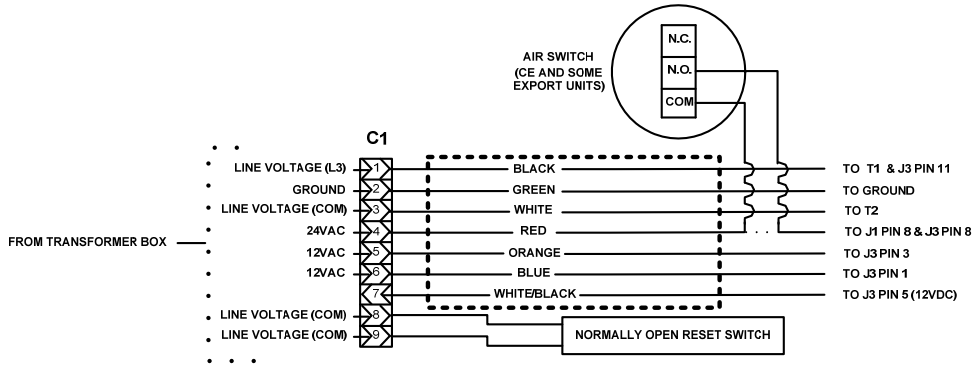 N.C.
AIR SWITCH
(CE AND SOME
EXPORT UNITS)
N.O.
COM
C1
LINE VOLTAGE (L3) 1 BLACK TO T1 & J3 PIN 11
GROUND 2 GREEN TO GROUND
LINE VOLTAGE (COM) 3 WHITE TO T2
24VAC 4 RED TO J1 PIN 8 & J3 PIN 8
FROM TRANSFORMER BOX
12VAC 5 ORANGE TO J3 PIN 3
12VAC 6 BLUE TO J3 PIN 1
7 WHITE/BLACK TO J3 PIN 5 (12VDC)
LINE VOLTAGE (COM) 8
NORMALLY OPEN RESET SWITCH
LINE VOLTAGE (COM) 9